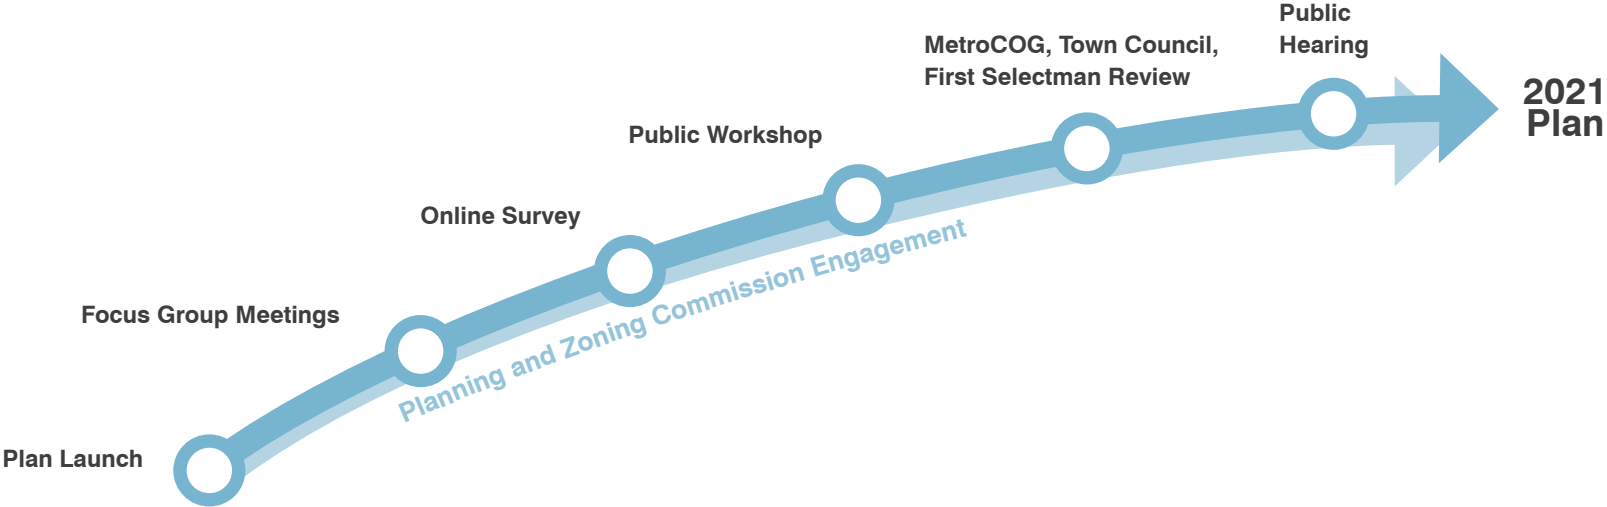 Public
Hearing
MetroCOG, Town Council,
First Selectman Review
2021
Plan
Public Workshop
Online Survey
Planning and Zoning Commission Engagement
Focus Group Meetings
Plan Launch